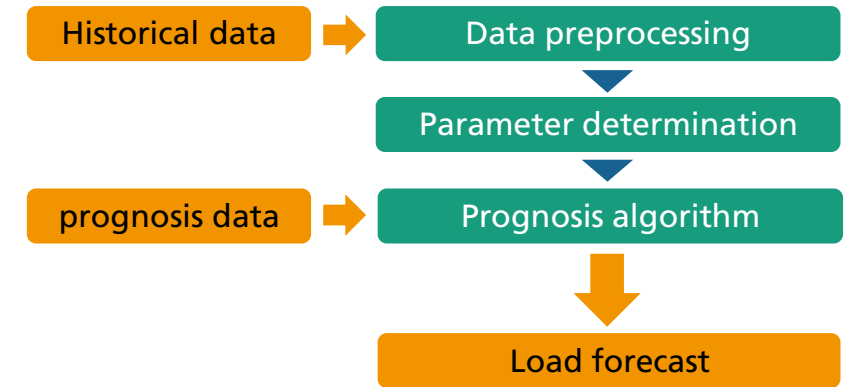 Historical data
Data preprocessing
Parameter determination
prognosis data
Prognosis algorithm
Load forecast